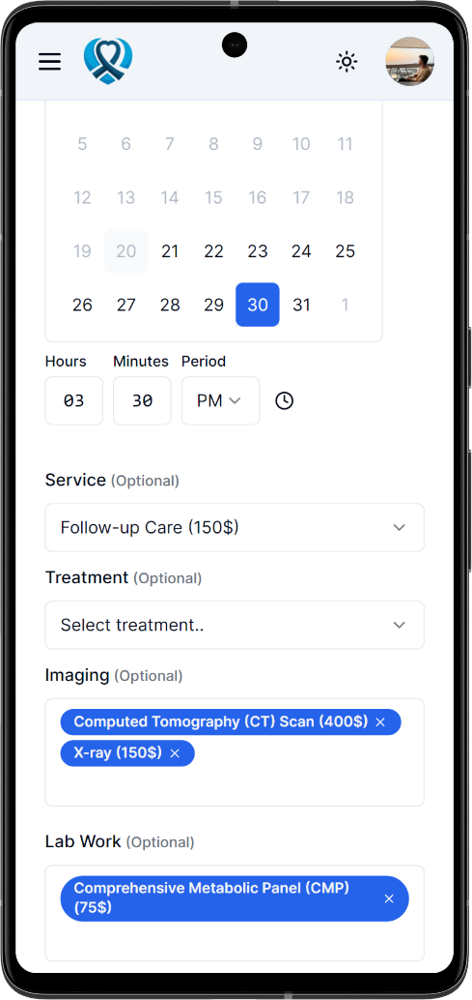 5 6 7 8 9 10 11
12 13 14 15 16 17 18
19 20 21 22 23 24 25
26 27 28 29 30 31 1
Hours Minutes Period
03 30 PM
Service (Optional)
Follow-up Care (150$)
Treatment (Optional)
Select treatment..
Imaging (Optional)
Computed Tomography (CT) Scan (400$) ×
X-ray (150$) ×
Lab Work (Optional)
Comprehensive Metabolic Panel (CMP)
(75$) ×